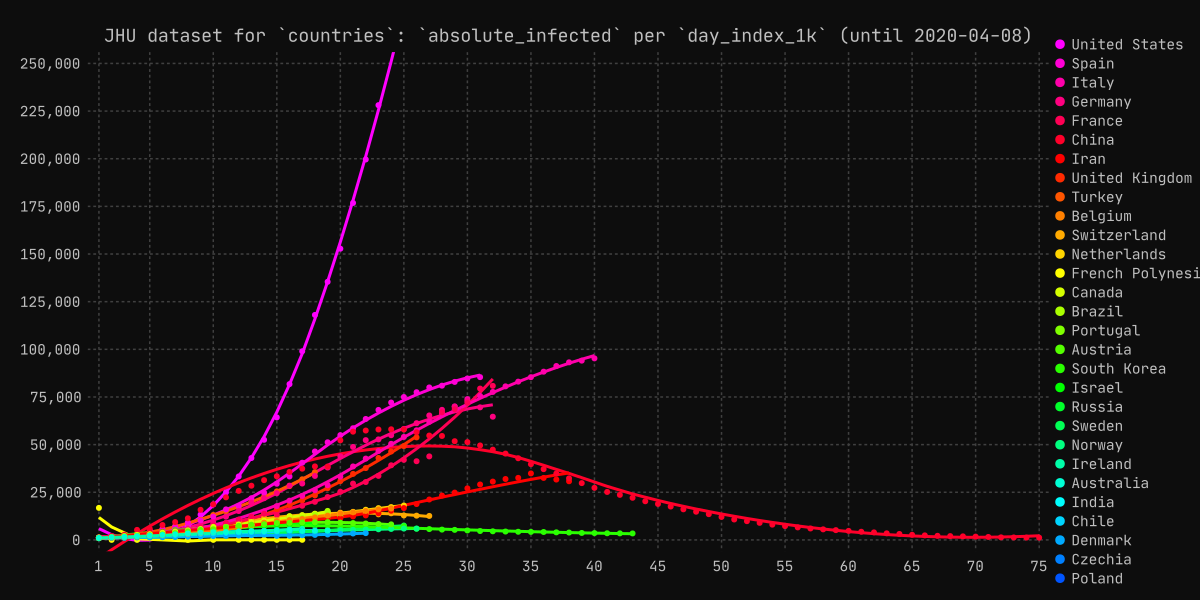 JHU dataset for `countries`: `absolute_infected` per `day_index_1k` (until 2020-04-08)
250,000
225,000
200,000
175,000
150,000
125,000
100,000
75,000
50,000
25,000
0
1 5 10 15 20 25 30 35 40 45 50 55 60 65 70 75
United States
Spain
Italy
Germany
France
China
Iran
United Kingdom
Turkey
Belgium
Switzerland
Netherlands
French Polynesi
Canada
Brazil
Portugal
Austria
South Korea
Israel
Russia
Sweden
Norway
Ireland
Australia
India
Chile
Denmark
Czechia
Poland